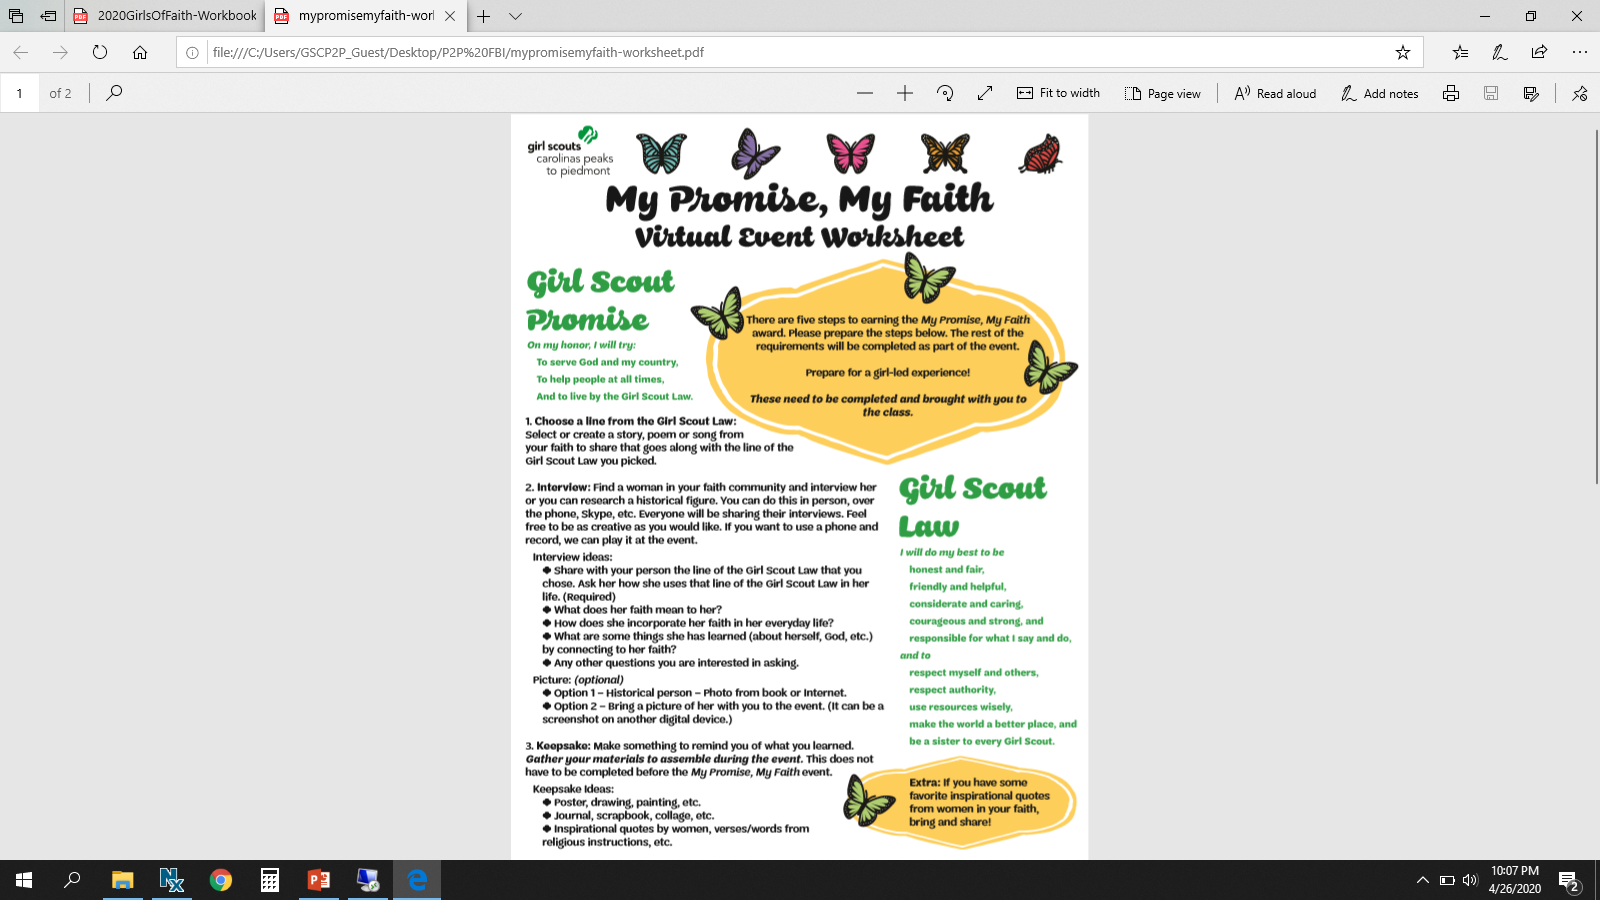 2020GirlsOfFaith-Workbook
mypromisemyfaith-worl
file:///C:/Users/GSCP2P_Guest/Desktop/P2P%20FBI/mypromisemyfaith-worksheet.pdf
1 of 2
Fit to width
Page view
Read aloud
Add notes
girl scouts
carolinas peaks
to piedmont
My Promise, My Faith
Virtual Event Worksheet
Girl Scout
Promise
On my honor, I will try:
To serve God and my country,
To help people at all times,
And to live by the Girl Scout Law.
There are five steps to earning the My Promise, My Faith
award. Please prepare the steps below. The rest of the
requirements will be completed as part of the event.
Prepare for a girl-led experience!
These need to be completed and brought with you to
the class.
1. Choose a line from the Girl Scout Law:
Select or create a story, poem or song from
your faith to share that goes along with the line of the
Girl Scout Law you picked.
2. Interview: Find a woman in your faith community and interview her
or you can research a historical figure. You can do this in person, over
the phone, Skype, etc. Everyone will be sharing their interviews. Feel
free to be as creative as you would like. If you want to use a phone and
record, we can play it at the event.
Interview ideas:
Share with your person the line of the Girl Scout Law that you
chose. Ask her how she uses that line of the Girl Scout Law in her
life. (Required)
What does her faith mean to her?
How does she incorporate her faith in her everyday life?
What are some things she has learned (about herself, God, etc.)
by connecting to her faith?
Any other questions you are interested in asking.
Picture: (optional)
Option 1 – Historical person – Photo from book or Internet.
Option 2 – Bring a picture of her with you to the event. (It can be a
screenshot on another digital device.)
3. Keepsake: Make something to remind you of what you learned.
Gather your materials to assemble during the event. This does not
have to be completed before the My Promise, My Faith event.
Keepsake Ideas:
Poster, drawing, painting, etc.
Journal, scrapbook, collage, etc.
Inspirational quotes by women, verses/words from
religious instructions, etc.
Girl Scout
Law
I will do my best to be
honest and fair,
friendly and helpful,
considerate and caring,
courageous and strong, and
responsible for what I say and do,
and to
respect myself and others,
respect authority,
use resources wisely,
make the world a better place, and
be a sister to every Girl Scout.
Extra: If you have some
favorite inspirational quotes
from women in your faith,
bring and share!
10:07 PM
4/26/2020
2